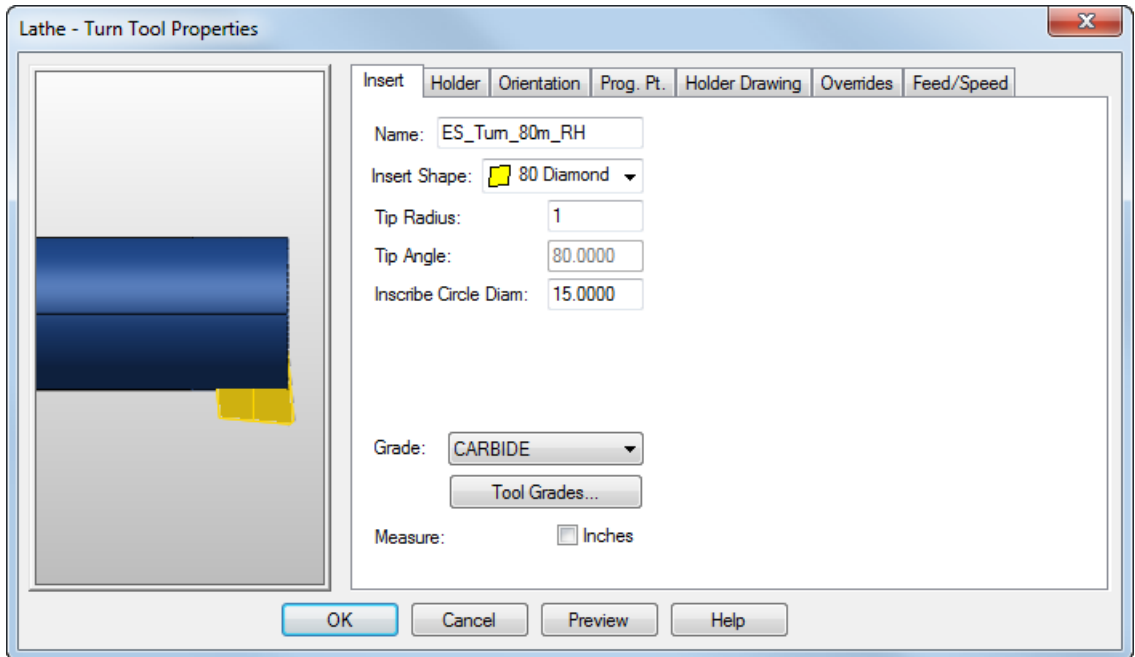 Lathe - Turn Tool Properties
Insert Holder Orientation Prog. Pt. Holder Drawing Overrides Feed/Speed
Name: ES_Turn_80m_RH
Insert Shape: 80 Diamond
Tip Radius: 1
Tip Angle: 80.0000
Inscribe Circle Diam: 15.0000
Grade: CARBIDE
Tool Grades...
Measure: Inches
OK Cancel Preview Help